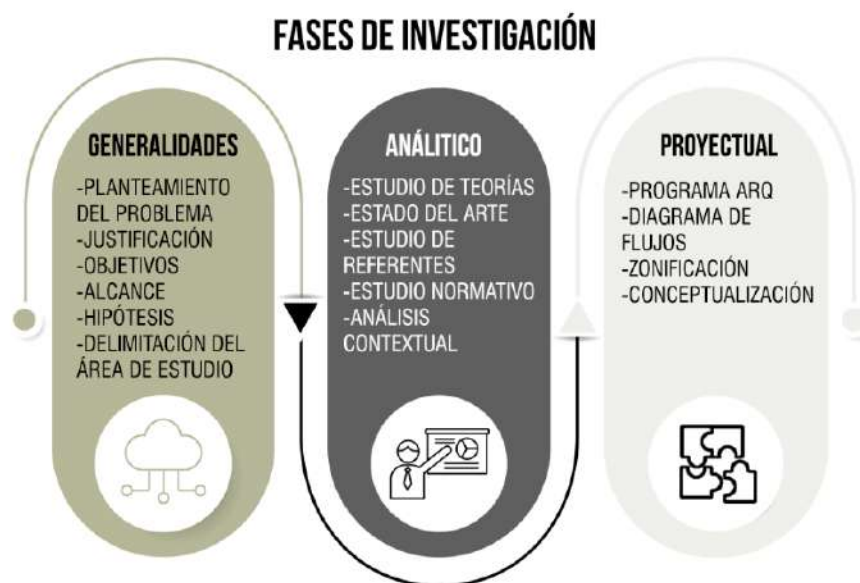 FASES DE INVESTIGACIÓN
GENERALIDADES
-PLANTEAMIENTO
DEL PROBLEMA
-JUSTIFICACIÓN
-OBJETIVOS
-ALCANCE
-HIPÓTESIS
-DELIMITACIÓN DEL
ÁREA DE ESTUDIO
ANÁLITICO
-ESTUDIO DE TEORÍAS
-ESTADO DEL ARTE
-ESTUDIO DE
REFERENTES
-ESTUDIO NORMATIVO
-ANÁLISIS
CONTEXTUAL
PROYECTUAL
-PROGRAMA ARQ
-DIAGRAMA DE
FLUJOS
-ZONIFICACIÓN
-CONCEPTUALIZACIÓN